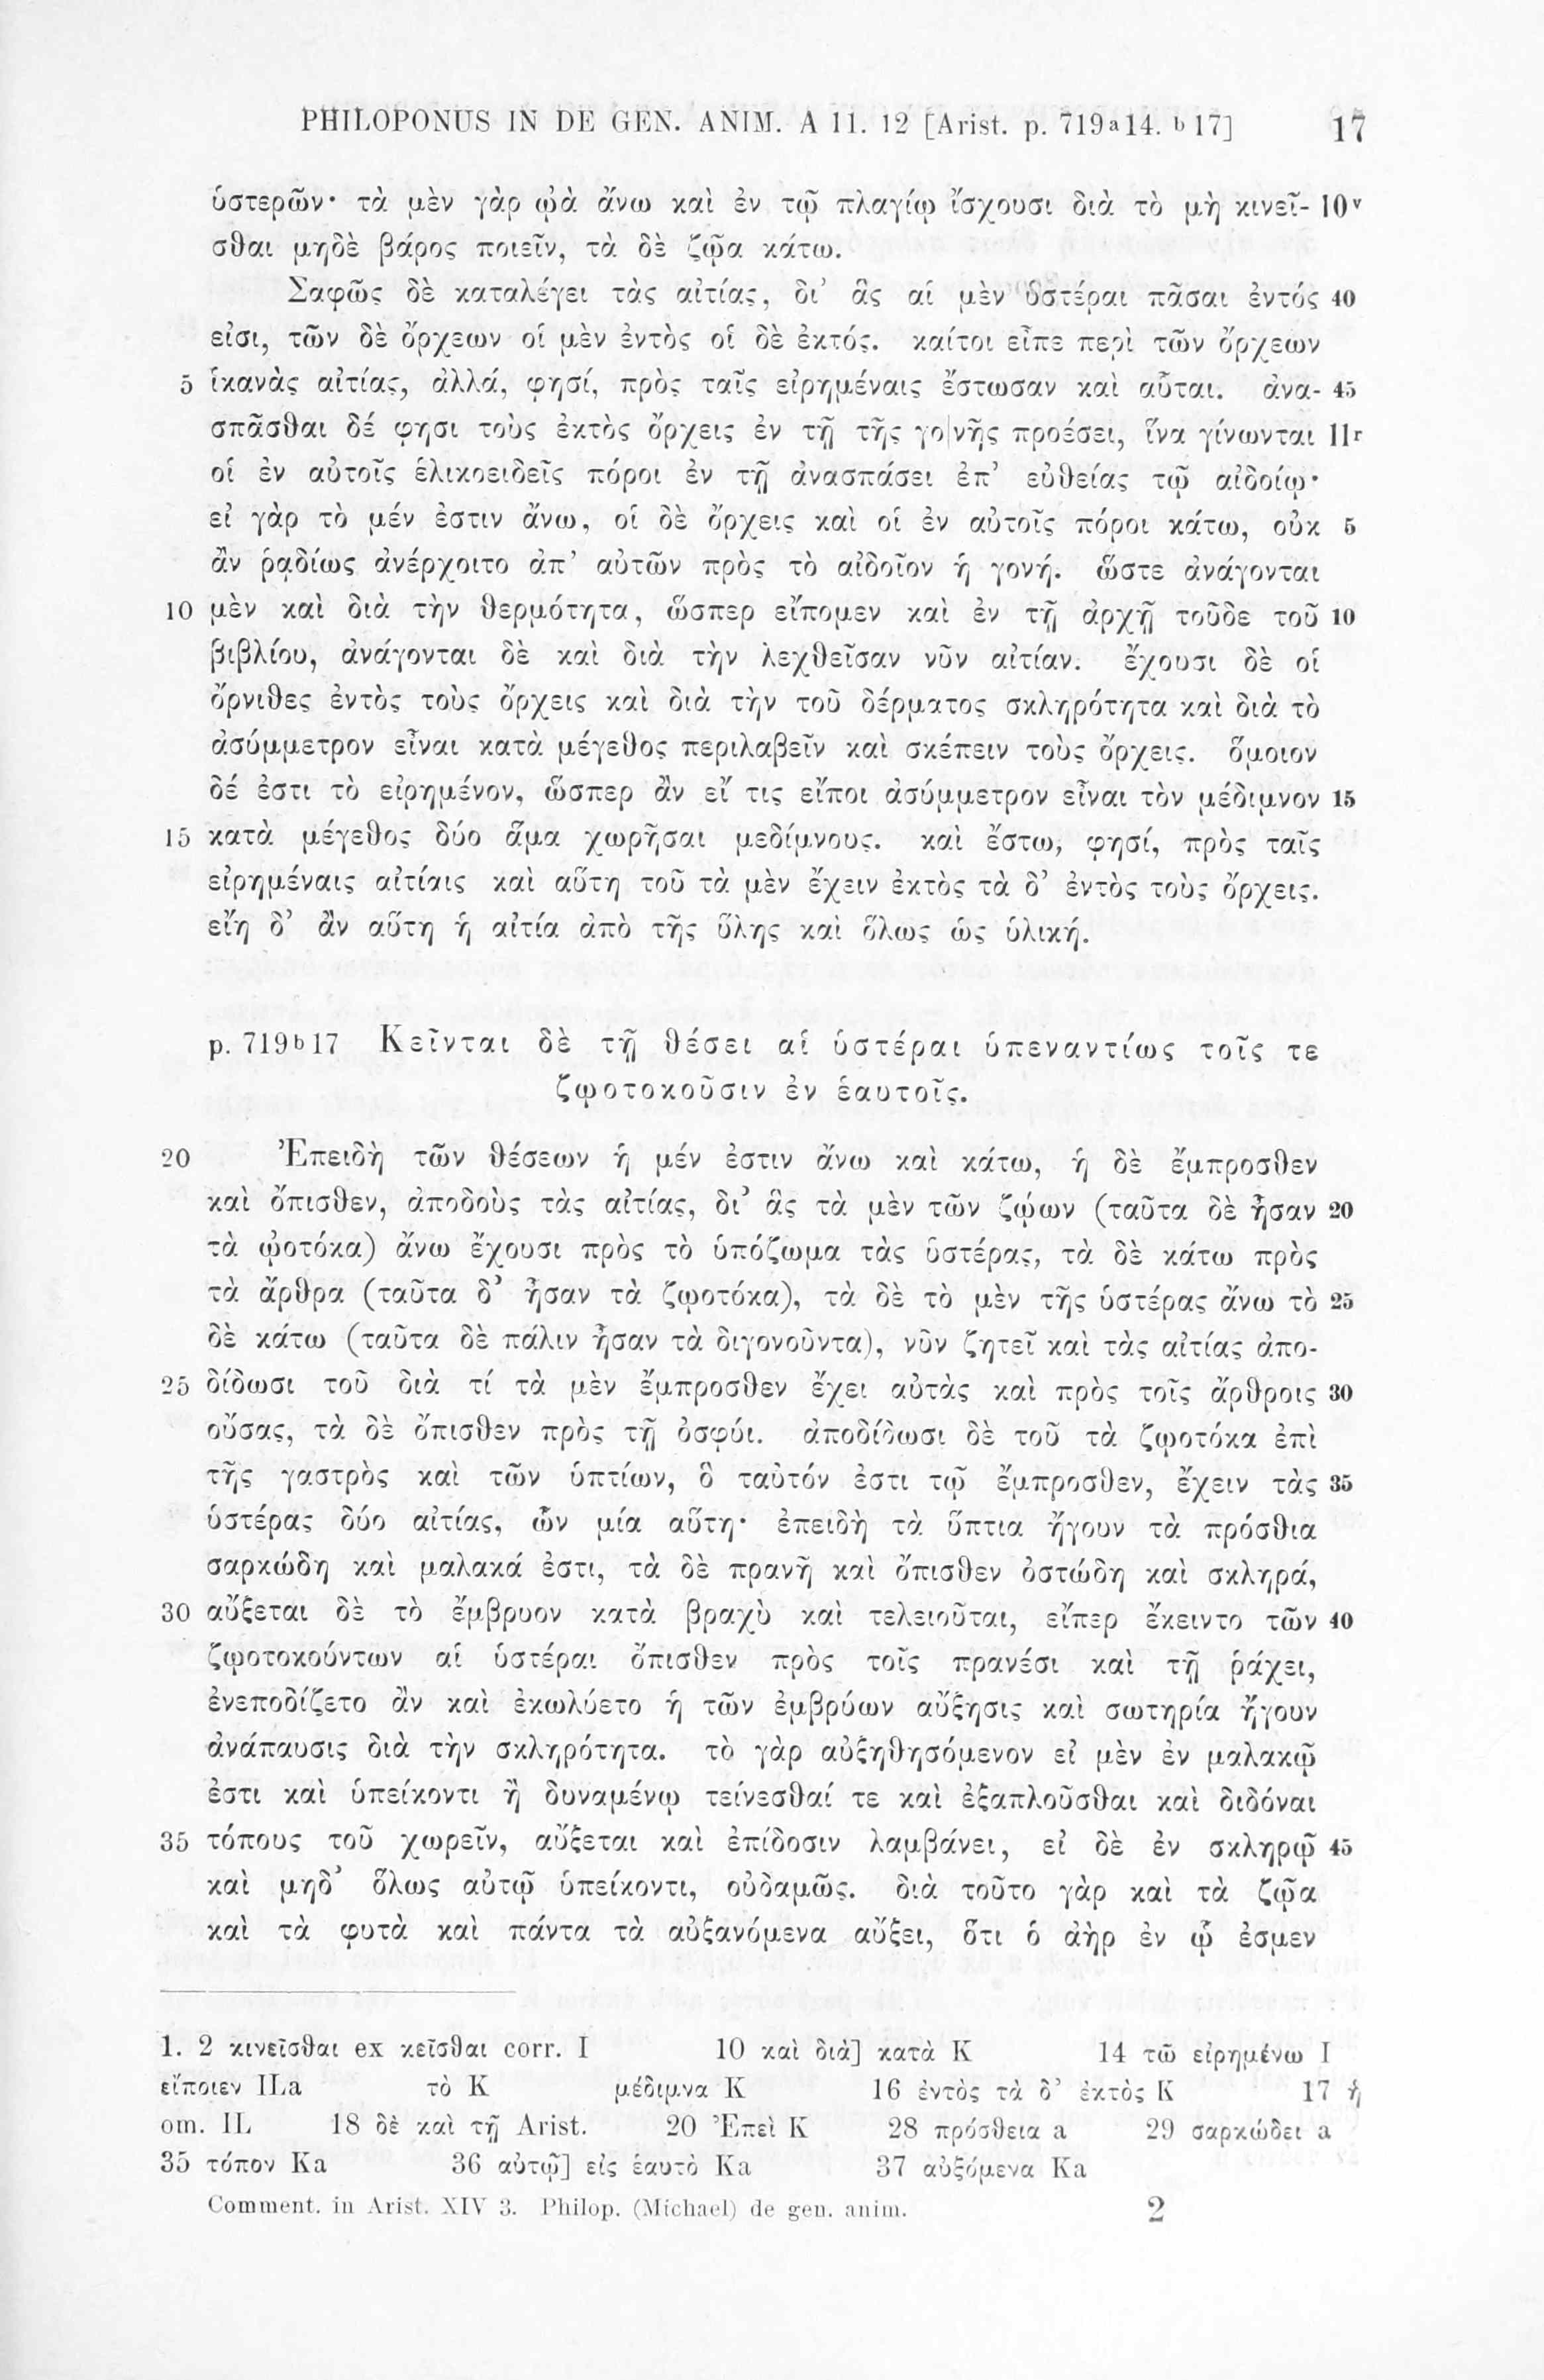 PHILOPONUS IN DE GEN. ANIM. A 11. 12 [Arist. p. 719a14. b17] 17
ὑστερῶν· τὰ μὲν γὰρ ᾠὰ ἄνω καὶ ἐν τῷ πλαγίῳ ἴσχουσι διὰ τὸ μὴ κινεῖ- 10v
σθαι μηδὲ βάρος ποιεῖν, τὰ δὲ ζῷα κάτω.
Σαφῶς δὲ καταλέγει τὰς αἰτίας, δι’ ἃς αἱ μὲν ὑστέραι πᾶσαι ἐντός 40
εἰσι, τῶν δὲ ὄρχεων οἱ μὲν ἐντὸς οἱ δὲ ἐκτός. καίτοι εἶπε περὶ τῶν ὄρχεων
5 ἱκανὰς αἰτίας, ἀλλά, φησί, πρὸς ταῖς εἰρημέναις ἔστωσαν καὶ αὗται. ἀνα- 45
σπᾶσθαι δέ φησι τοὺς ἐκτὸς ὄρχεις ἐν τῇ τῆς γο|νῆς προέσει, ἵνα γίνωνται 11r
οἱ ἐν αὐτοῖς ἑλικοειδεῖς πόροι ἐν τῇ ἀνασπάσει ἐπ’ εὐθείας τῷ αἰδοίῳ·
εἰ γὰρ τὸ μέν ἐστιν ἄνω, οἱ δὲ ὄρχεις καὶ οἱ ἐν αὐτοῖς πόροι κάτω, οὐκ 5
ἂν ῥᾳδίως ἀνέρχοιτο ἀπ’ αὐτῶν πρὸς τὸ αἰδοῖον ἡ γονή. ὥστε ἀνάγονται
10 μὲν καὶ διὰ τὴν θερμότητα, ὥσπερ εἴπομεν καὶ ἐν τῇ ἀρχῇ τοῦδε τοῦ 10
βιβλίου, ἀνάγονται δὲ καὶ διὰ τὴν λεχθεῖσαν νῦν αἰτίαν. ἔχουσι δὲ οἱ
ὄρνιθες ἐντὸς τοὺς ὄρχεις καὶ διὰ τὴν τοῦ δέρματος σκληρότητα καὶ διὰ τὸ
ἀσύμμετρον εἶναι κατὰ μέγεθος περιλαβεῖν καὶ σκέπειν τοὺς ὄρχεις. ὅμοιον
δέ ἐστι τὸ εἰρημένον, ὥσπερ ἂν εἴ τις εἴποι ἀσύμμετρον εἶναι τὸν μέδιμνον 15
15 κατὰ μέγεθος δύο ἅμα χωρῆσαι μεδίμνους. καὶ ἔστω, φησί, πρὸς ταῖς
εἰρημέναις αἰτίαις καὶ αὕτη τοῦ τὰ μὲν ἔχειν ἐκτὸς τὰ δ’ ἐντὸς τοὺς ὄρχεις.
εἴη δ’ ἂν αὕτη ἡ αἰτία ἀπὸ τῆς ὕλης καὶ ὅλως ὡς ὑλική.
p. 719b17 Κεῖνται δὲ τῇ θέσει αἱ ὑστέραι ὑπεναντίως τοῖς τε
ζῳοτοκοῦσιν ἐν ἑαυτοῖς.
20 Ἐπειδὴ τῶν θέσεων ἡ μέν ἐστιν ἄνω καὶ κάτω, ἡ δὲ ἔμπροσθεν
καὶ ὄπισθεν, ἀποδοὺς τὰς αἰτίας, δι’ ἃς τὰ μὲν τῶν ζῴων (ταῦτα δὲ ἦσαν 20
τὰ ᾠοτόκα) ἄνω ἔχουσι πρὸς τὸ ὑπόζωμα τὰς ὑστέρας, τὰ δὲ κάτω πρὸς
τὰ ἄρθρα (ταῦτα δ’ ἦσαν τὰ ζῳοτόκα), τὰ δὲ τὸ μὲν τῆς ὑστέρας ἄνω τὸ 25
δὲ κάτω (ταῦτα δὲ πάλιν ἦσαν τὰ διγονοῦντα), νῦν ζητεῖ καὶ τὰς αἰτίας ἀπο-
25 δίδωσι τοῦ διὰ τί τὰ μὲν ἔμπροσθεν ἔχει αὐτὰς καὶ πρὸς τοῖς ἄρθροις 30
οὔσας, τὰ δὲ ὄπισθεν πρὸς τῇ ὀσφύι. ἀποδίδωσι δὲ τοῦ τὰ ζῳοτόκα ἐπὶ
τῆς γαστρὸς καὶ τῶν ὑπτίων, ὃ ταὐτόν ἐστι τῷ ἔμπροσθεν, ἔχειν τὰς 35
ὑστέρας δύο αἰτίας, ὧν μία αὕτη· ἐπειδὴ τὰ ὕπτια ἤγουν τὰ πρόσθια
σαρκώδη καὶ μαλακά ἐστι, τὰ δὲ πρανῆ καὶ ὄπισθεν ὀστώδη καὶ σκληρά,
30 αὔξεται δὲ τὸ ἔμβρυον κατὰ βραχὺ καὶ τελειοῦται, εἴπερ ἔκειντο τῶν 40
ζῳοτοκούντων αἱ ὑστέραι ὄπισθεν πρὸς τοῖς πρανέσι καὶ τῇ ῥάχει,
ἐνεποδίζετο ἂν καὶ ἐκωλύετο ἡ τῶν ἐμβρύων αὔξησις καὶ σωτηρία ἤγουν
ἀνάπαυσις διὰ τὴν σκληρότητα. τὸ γὰρ αὐξηθησόμενον εἰ μὲν ἐν μαλακῷ
ἐστι καὶ ὑπείκοντι ἢ δυναμένῳ τείνεσθαί τε καὶ ἐξαπλοῦσθαι καὶ διδόναι
35 τόπους τοῦ χωρεῖν, αὔξεται καὶ ἐπίδοσιν λαμβάνει, εἰ δὲ ἐν σκληρῷ 45
καὶ μηδ’ ὅλως αὐτῷ ὑπείκοντι, οὐδαμῶς. διὰ τοῦτο γὰρ καὶ τὰ ζῷα
καὶ τὰ φυτὰ καὶ πάντα τὰ αὐξανόμενα αὔξει, ὅτι ὁ ἀὴρ ἐν ᾧ ἐσμεν
1. 2 κινεῖσθαι ex κεῖσθαι corr. I 10 καὶ διὰ] κατὰ K 14 τῶ εἰρημένω I
εἴποιεν ILa τὸ K μέδιμνα K 16 ἐντὸς τὰ δ’ ἐκτὸς K 17 ἡ
om. IL 18 δὲ καὶ τῇ Arist. 20 Ἐπεὶ K 28 πρόσθεια a 29 σαρκώδει a
35 τόπον Ka 36 αὐτῷ] εἰς ἑαυτὸ Ka 37 αὐξόμενα Ka
Comment. in Arist. XIV 3. Philop. (Michael) de gen. anim. 2